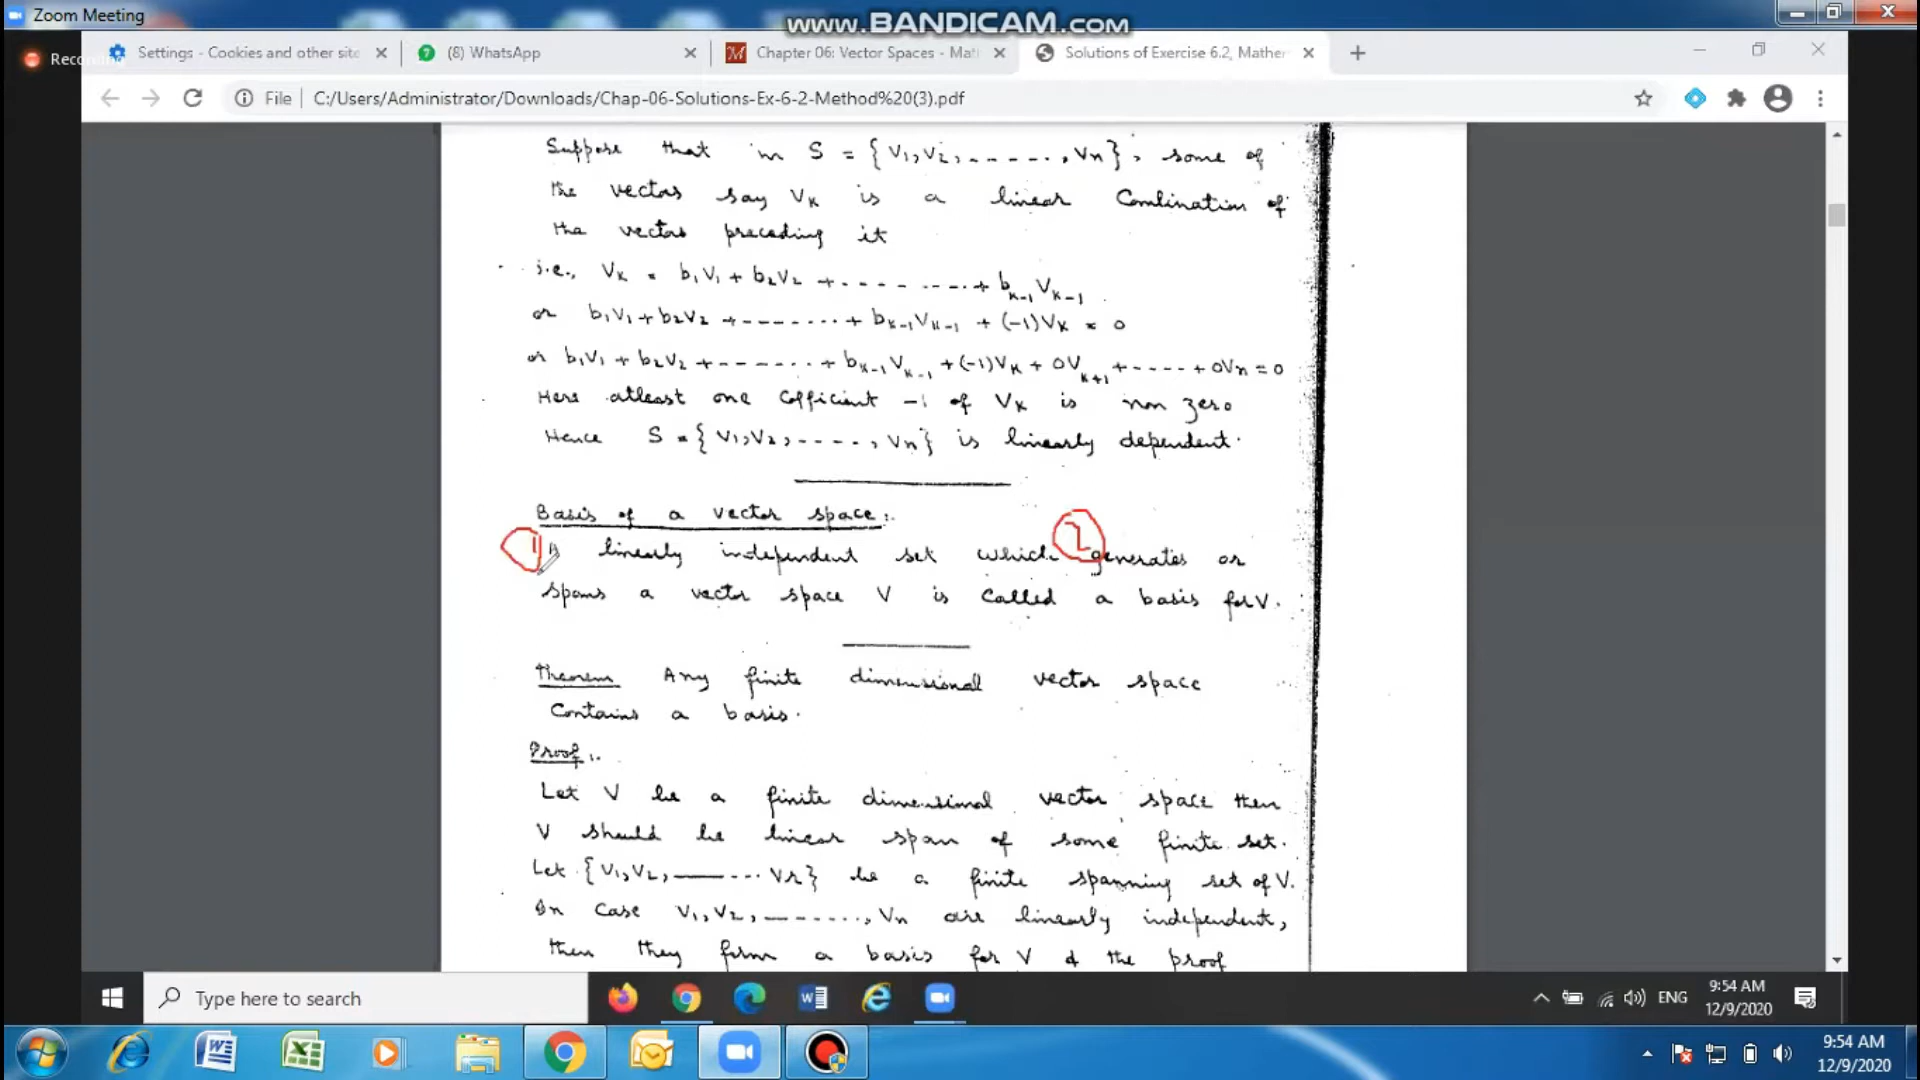 Zoom Meeting
www.BANDICAM.com
Recording
Settings - Cookies and other site
(8) WhatsApp
Chapter 06: Vector Spaces - Mat
Solutions of Exercise 6.2, Mather
File
C:/Users/Administrator/Downloads/Chap-06-Solutions-Ex-6-2-Method%20(3).pdf
Suppose that in S = {V1, V2, ------, Vn}, some of
the vectors say VK is a linear Combination of
the vectors preceding it
i.e., VK = b1V1 + b2V2 + -------- + bK-1 VK-1
or b1V1 + b2V2 + ------- + bK-1VK-1 + (-1)VK = 0
or b1V1 + b2V2 + ------- + bK-1VK-1 + (-1)VK + 0VK+1 + ---- + 0Vn = 0
Here atleast one cofficient -1 of VK is non zero
Hence S = {V1, V2, -----, Vn} is linearly dependent.
Basis of a vector space:.
1 A linearly independent set which 2 generates or
spans a vector space V is called a basis for V.
Theorem Any finite dimensional vector space
Contains a basis.
Proof:.
Let V be a finite dimensional vector space then
V should be linear span of some finite set.
Let {V1, V2, ------ Vr} be a finite spanning set of V.
In case V1, V2, -------, Vn are linearly independent,
then they form a basis for V & the proof
Type here to search
ENG
9:54 AM
12/9/2020
9:54 AM
12/9/2020